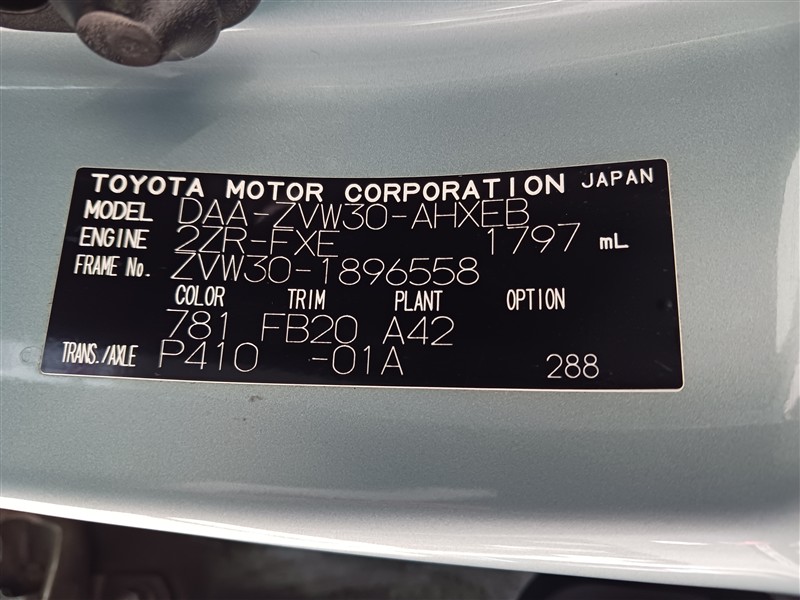 TOYOTA MOTOR CORPORATION JAPAN
MODEL DAA-ZVW30-AHXEB
ENGINE 2ZR-FXE 1797 mL
FRAME No. ZVW30-1896558
COLOR TRIM PLANT OPTION
781 FB20 A42
TRANS./AXLE P410 -01A 288